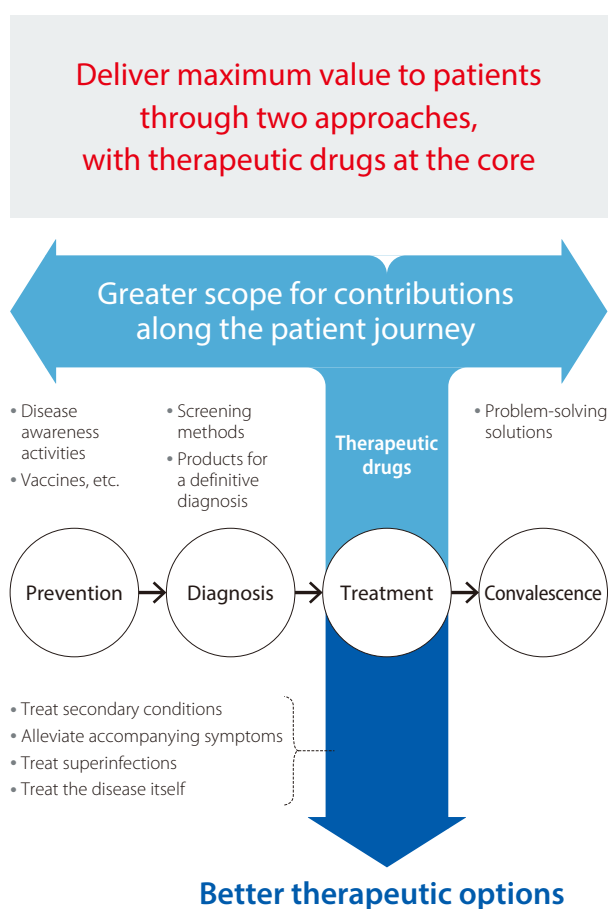 Deliver maximum value to patients
through two approaches,
with therapeutic drugs at the core
Greater scope for contributions
along the patient journey
• Disease
awareness
activities
• Vaccines, etc.
• Screening
methods
• Products for
a definitive
diagnosis
Therapeutic
drugs
• Problem-solving
solutions
Prevention
Diagnosis
Treatment
Convalescence
• Treat secondary conditions
• Alleviate accompanying symptoms
• Treat superinfections
• Treat the disease itself
Better therapeutic options